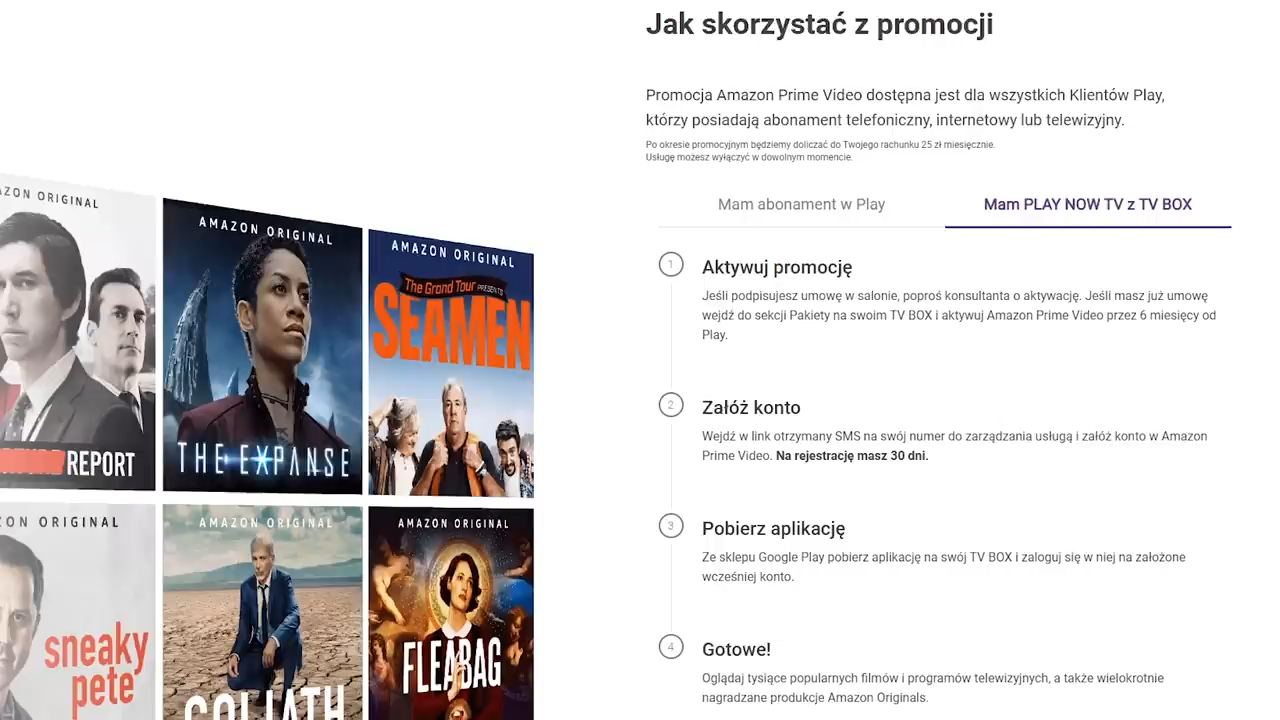 Jak skorzystać z promocji
Promocja Amazon Prime Video dostępna jest dla wszystkich Klientów Play,
którzy posiadają abonament telefoniczny, internetowy lub telewizyjny.
Po okresie promocyjnym będziemy doliczać do Twojego rachunku 25 zł miesięcznie.
Usługę możesz wyłączyć w dowolnym momencie.
Mam abonament w Play
Mam PLAY NOW TV z TV BOX
1
Aktywuj promocję
Jeśli podpisujesz umowę w salonie, poproś konsultanta o aktywację. Jeśli masz już umowę
wejdź do sekcji Pakiety na swoim TV BOX i aktywuj Amazon Prime Video przez 6 miesięcy od
Play.
2
Załóż konto
Wejdź w link otrzymany SMS na swój numer do zarządzania usługą i załóż konto w Amazon
Prime Video. Na rejestrację masz 30 dni.
3
Pobierz aplikację
Ze sklepu Google Play pobierz aplikację na swój TV BOX i zaloguj się w niej na założone
wcześniej konto.
4
Gotowe!
Oglądaj tysiące popularnych filmów i programów telewizyjnych, a także wielokrotnie
nagradzane produkcje Amazon Originals.
AZON ORIGINAL
REPORT
AMAZON ORIGINAL
THE EXPANSE
AMAZON ORIGINAL
The Grand Tour PRESENTS
SEAMEN
ZON ORIGINAL
sneaky
pete
AMAZON ORIGINAL
GOLIATH
AMAZON ORIGINAL
FLEABAG